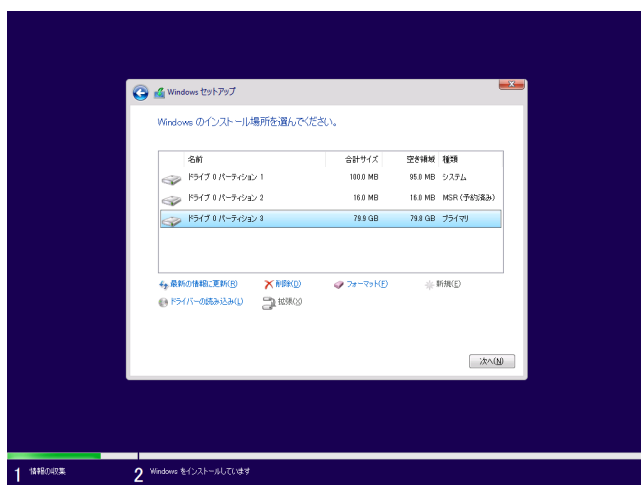 Windows セットアップ
Windows のインストール場所を選んでください。
名前 合計サイズ 空き領域 種類
ドライブ 0 パーティション 1 100.0 MB 95.0 MB システム
ドライブ 0 パーティション 2 16.0 MB 16.0 MB MSR (予約済み)
ドライブ 0 パーティション 3 79.9 GB 79.8 GB プライマリ
最新の情報に更新(R) 削除(D) フォーマット(F) 新規(E)
ドライバーの読み込み(L) 拡張(X)
次へ(N)
1 情報の収集 2 Windows をインストールしています